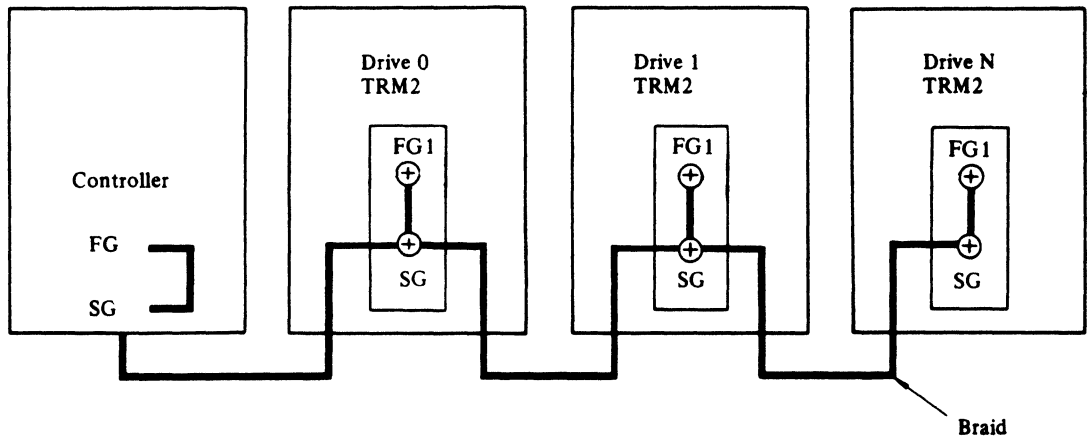 Controller
FG
SG
Drive 0
TRM2
FG1
SG
Drive 1
TRM2
FG1
SG
Drive N
TRM2
FG1
SG
Braid